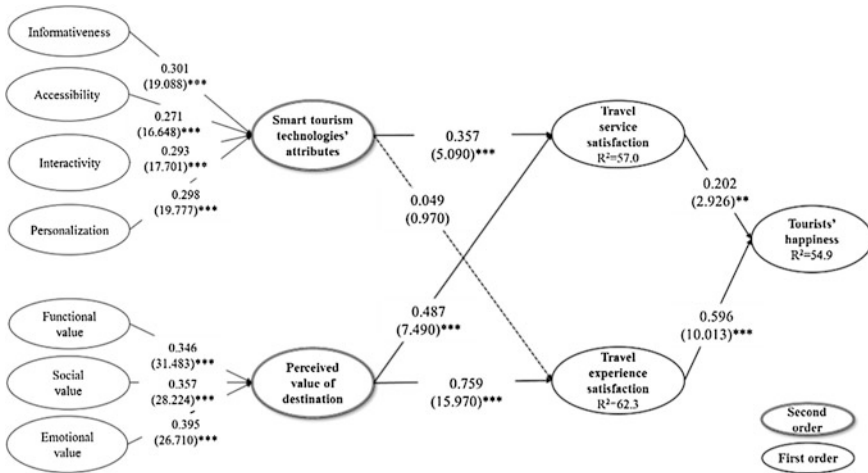 Informativeness
0.301
(19.088)***
Accessibility
0.271
(16.648)***
Interactivity
0.293
(17.701)***
Personalization
0.298
(19.777)***
Smart tourism
technologies'
attributes
0.357
(5.090)***
0.049
(0.970)
Travel
service
satisfaction
R²=57.0
0.202
(2.926)**
Tourists'
happiness
R²=54.9
Functional
value
0.346
(31.483)***
Social
value
0.357
(28.224)***
Emotional
value
0.395
(26.710)***
Perceived
value of
destination
0.487
(7.490)***
0.759
(15.970)***
Travel
experience
satisfaction
R²=62.3
0.596
(10.013)***
Second
order
First order